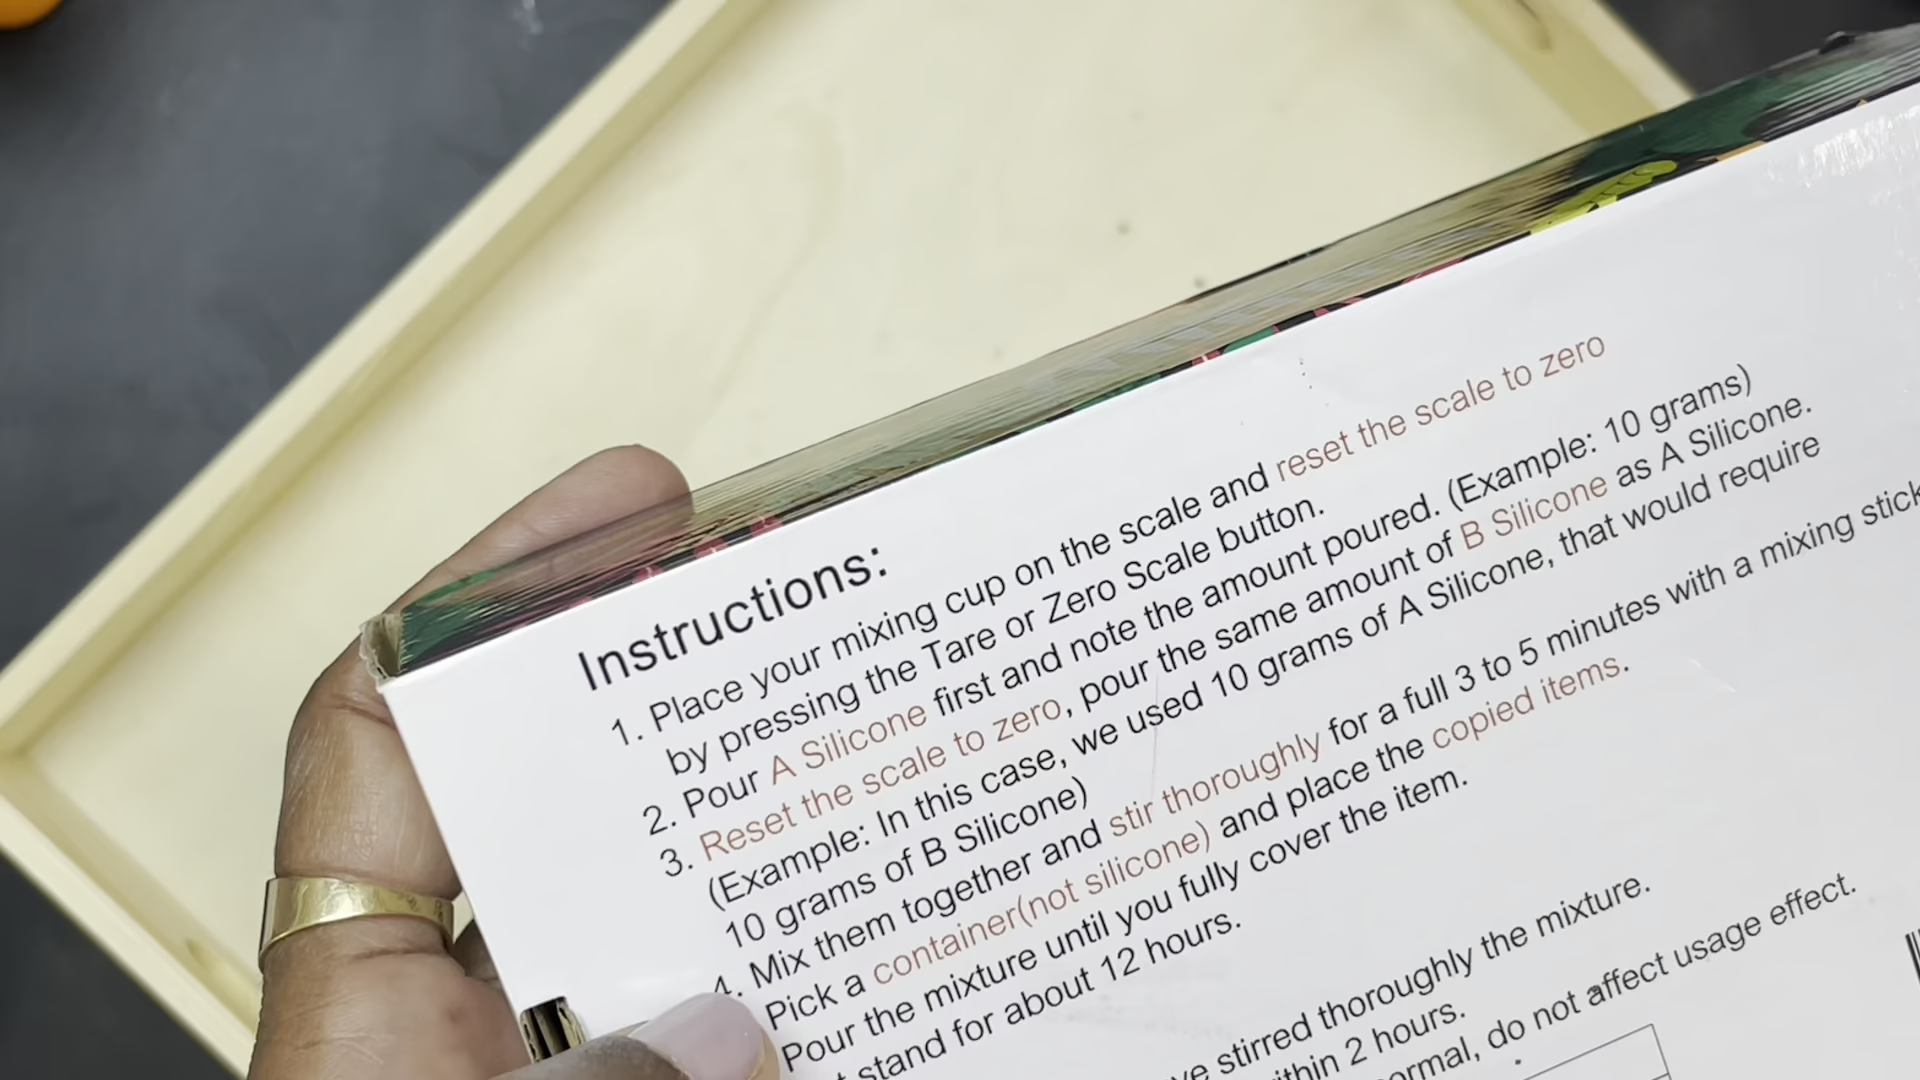 Instructions:
1. Place your mixing cup on the scale and reset the scale to zero
by pressing the Tare or Zero Scale button.
2. Pour A Silicone first and note the amount poured. (Example: 10 grams)
3. Reset the scale to zero, pour the same amount of B Silicone as A Silicone.
(Example: In this case, we used 10 grams of A Silicone, that would require
10 grams of B Silicone)
4. Mix them together and stir thoroughly for a full 3 to 5 minutes with a mixing stick
Pick a container(not silicone) and place the copied items.
Pour the mixture until you fully cover the item.
stand for about 12 hours.
stirred thoroughly the mixture.
2 hours.
do not affect usage effect.